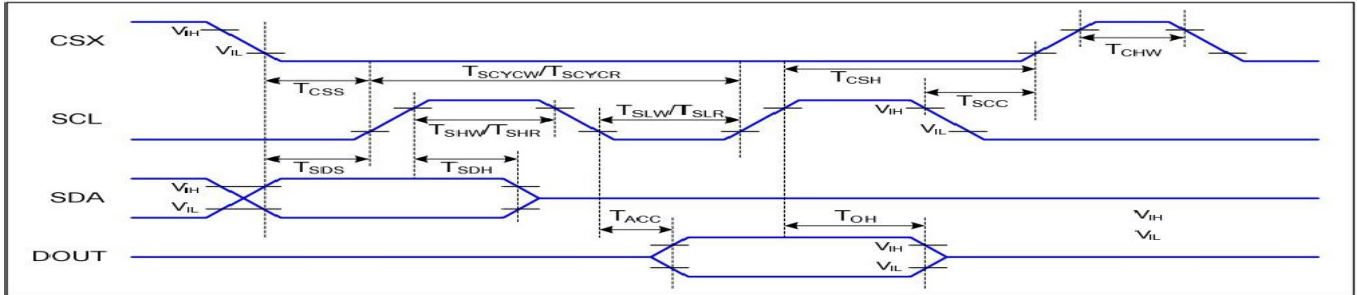 CSX
VIH
VIL
TCHW
TSCYCW/TSCYCR
TCSH
TCSS
TSCC
SCL
TSHW/TSHR
TSLW/TSLR
VIH
VIL
TSDS
TSDH
SDA
VIH
VIL
TACC
TOH
VIH
VIL
DOUT
VIH
VIL